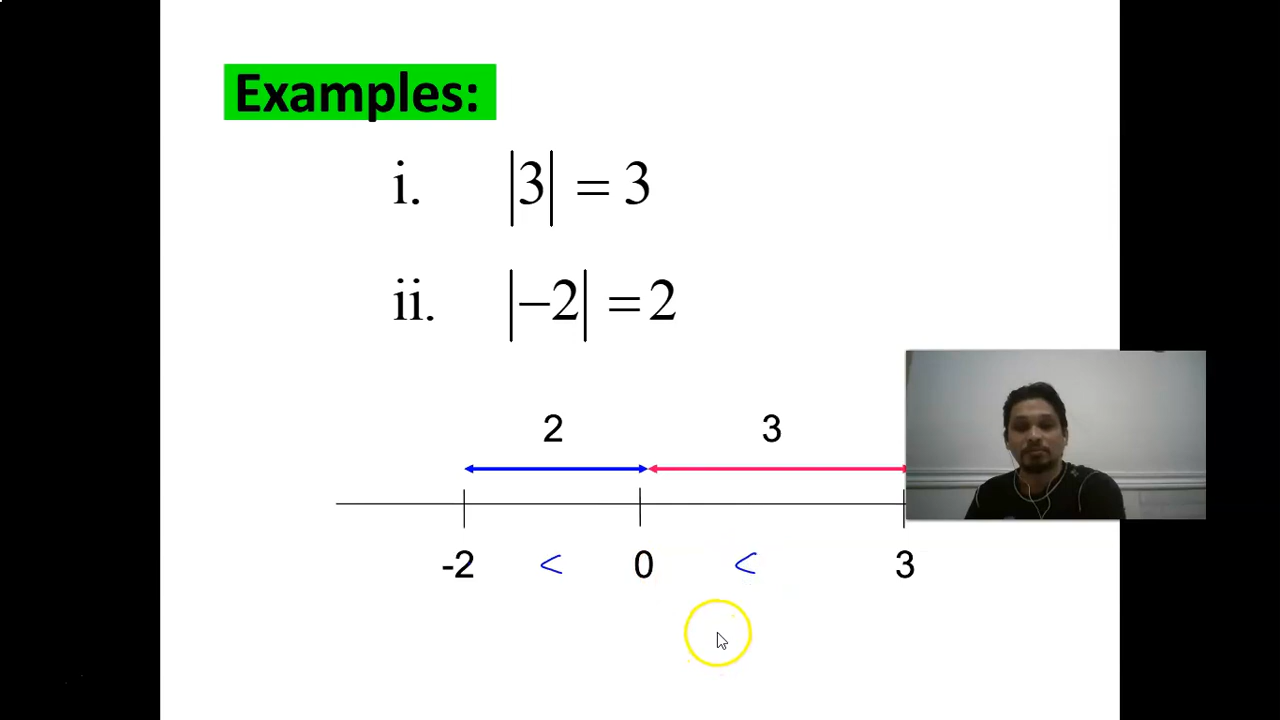 Examples:
i. |3| = 3
ii. |−2| = 2
2 3
-2 < 0 < 3